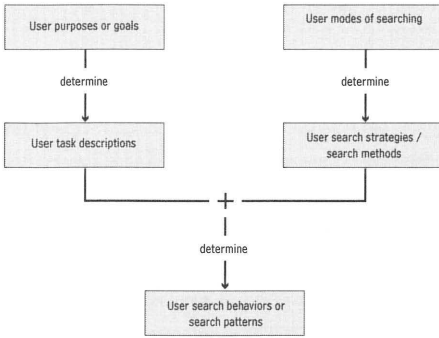 User purposes or goals
User modes of searching
determine
determine
User task descriptions
User search strategies /
search methods
+
determine
User search behaviors or
search patterns